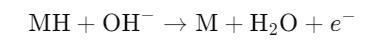 MH + OH⁻ → M + H₂O + e⁻